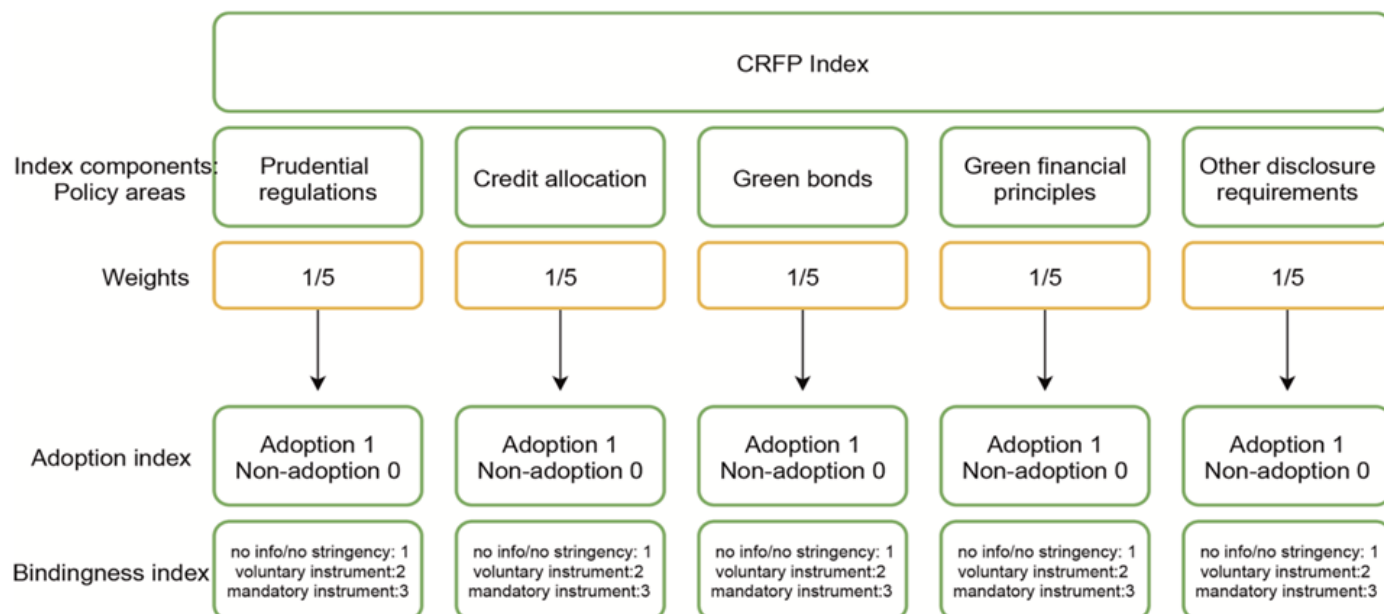 CRFP Index
Index components:
Policy areas
Prudential
regulations
Credit allocation
Green bonds
Green financial
principles
Other disclosure
requirements
Weights
1/5
1/5
1/5
1/5
1/5
Adoption index
Adoption 1
Non-adoption 0
Adoption 1
Non-adoption 0
Adoption 1
Non-adoption 0
Adoption 1
Non-adoption 0
Adoption 1
Non-adoption 0
Bindingness index
no info/no stringency: 1
voluntary instrument:2
mandatory instrument:3
no info/no stringency: 1
voluntary instrument:2
mandatory instrument:3
no info/no stringency: 1
voluntary instrument:2
mandatory instrument:3
no info/no stringency: 1
voluntary instrument:2
mandatory instrument:3
no info/no stringency: 1
voluntary instrument:2
mandatory instrument:3